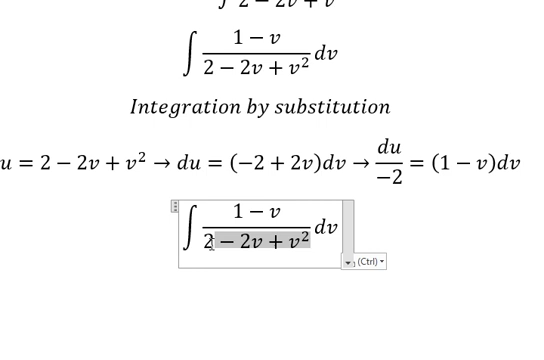 ∫ (1 − v)/(2 − 2v + v²) dv
Integration by substitution
u = 2 − 2v + v² → du = (−2 + 2v)dv → du/−2 = (1 − v)dv
∫ (1 − v)/(2 − 2v + v²) dv
(Ctrl)